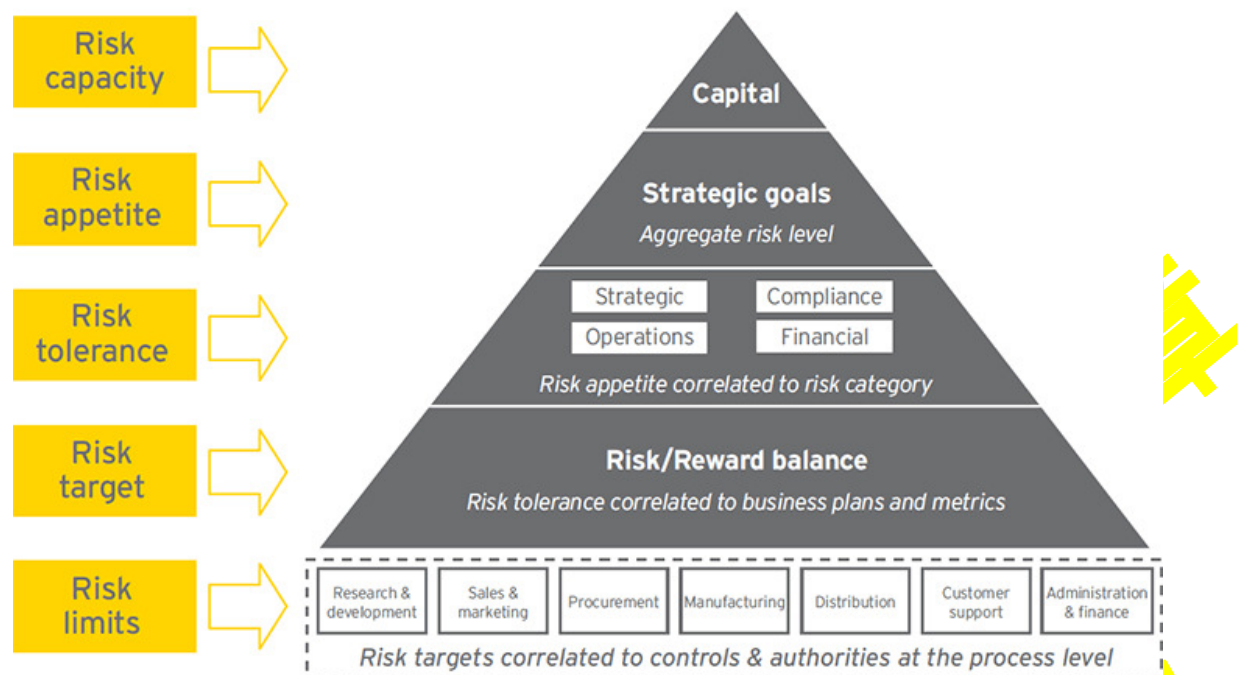 Risk
capacity
Capital
Risk
appetite
Strategic goals
Aggregate risk level
Risk
tolerance
Strategic
Compliance
Operations
Financial
Risk appetite correlated to risk category
Risk
target
Risk/Reward balance
Risk tolerance correlated to business plans and metrics
Risk
limits
Research &
development
Sales &
marketing
Procurement
Manufacturing
Distribution
Customer
support
Administration
& finance
Risk targets correlated to controls & authorities at the process level